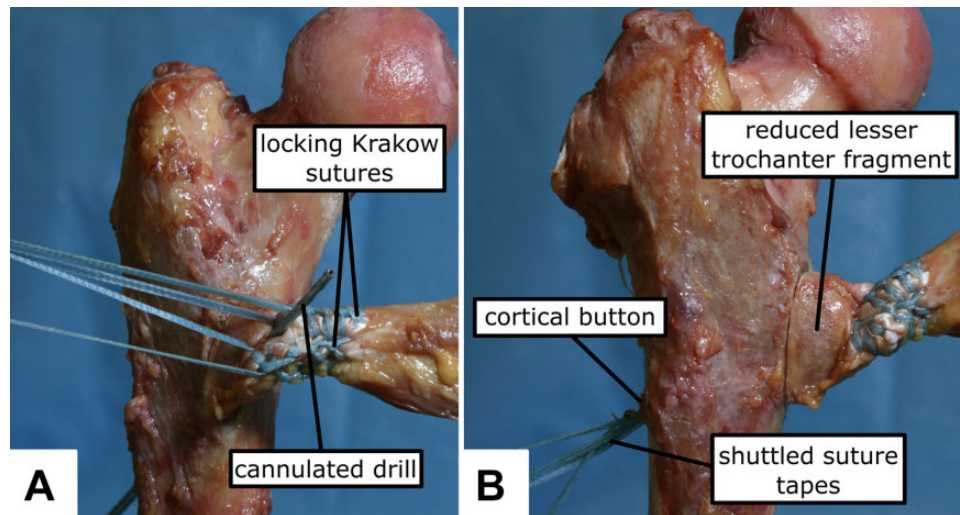 locking Krakow
sutures
cannulated drill
A
reduced lesser
trochanter fragment
cortical button
shuttled suture
tapes
B